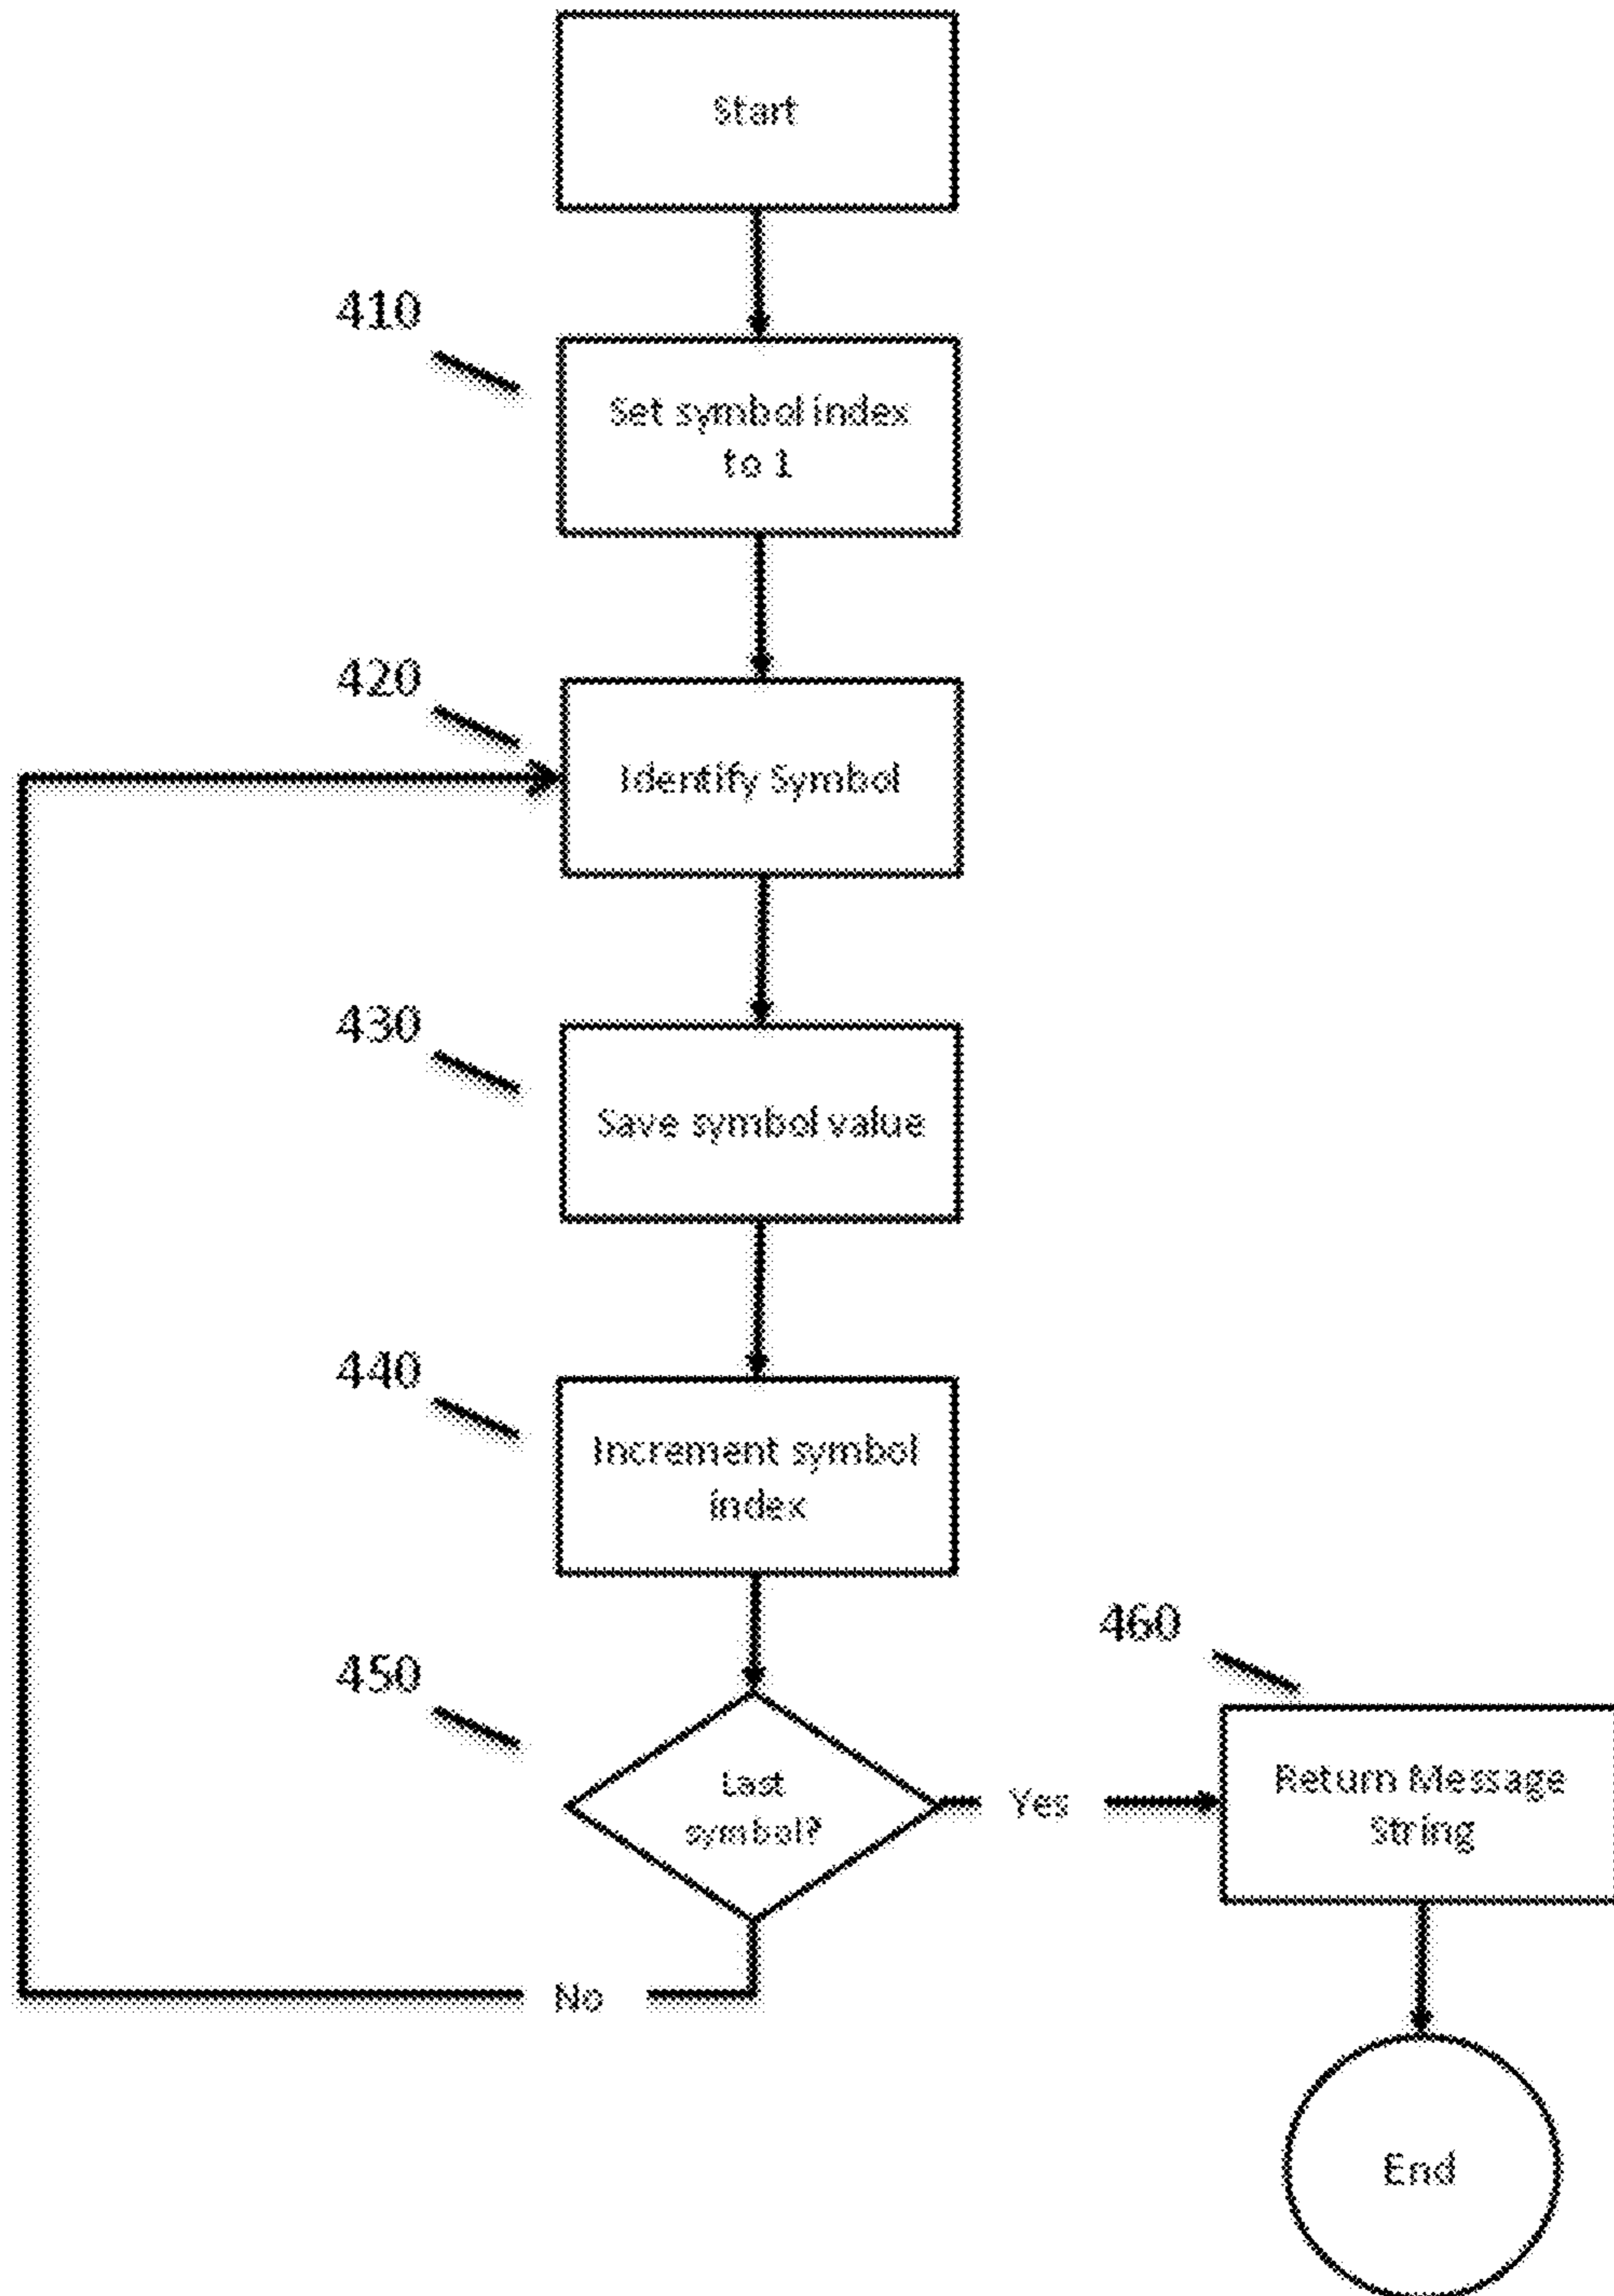 Start
410
Set symbol index
to 1
420
Identify Symbol
430
Save symbol value
440
Increment symbol
index
450
Last
symbol?
Yes
460
Return Message
String
No
End